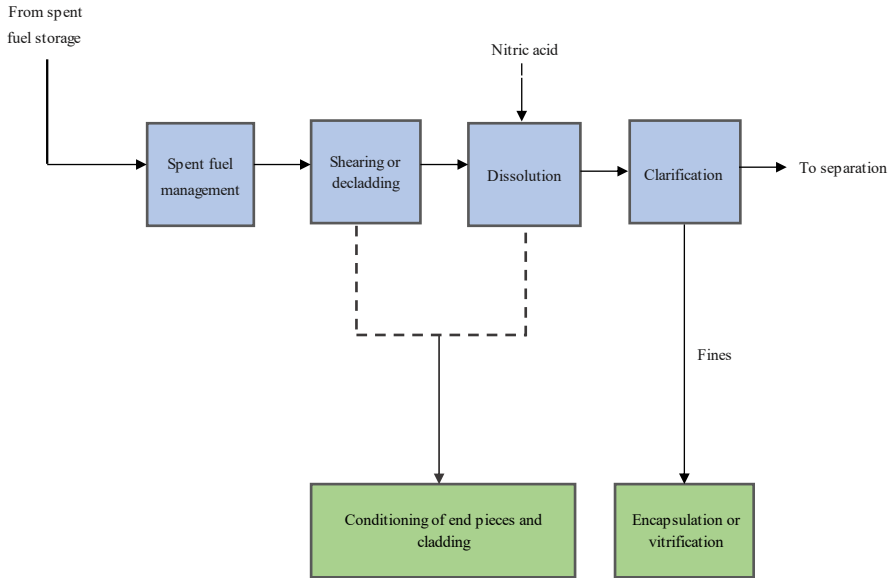 From spent
fuel storage
Nitric acid
Spent fuel
management
Shearing or
decladding
Dissolution
Clarification
To separation
Fines
Conditioning of end pieces and
cladding
Encapsulation or
vitrification